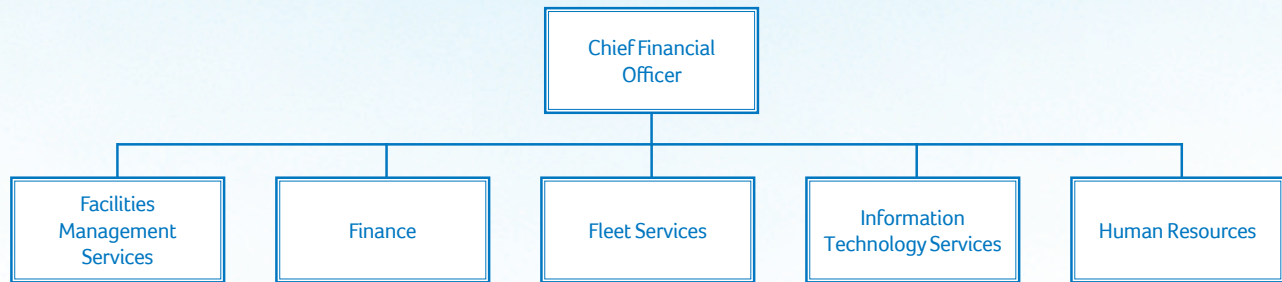 Chief Financial
Officer
Facilities
Management
Services
Finance
Fleet Services
Information
Technology Services
Human Resources